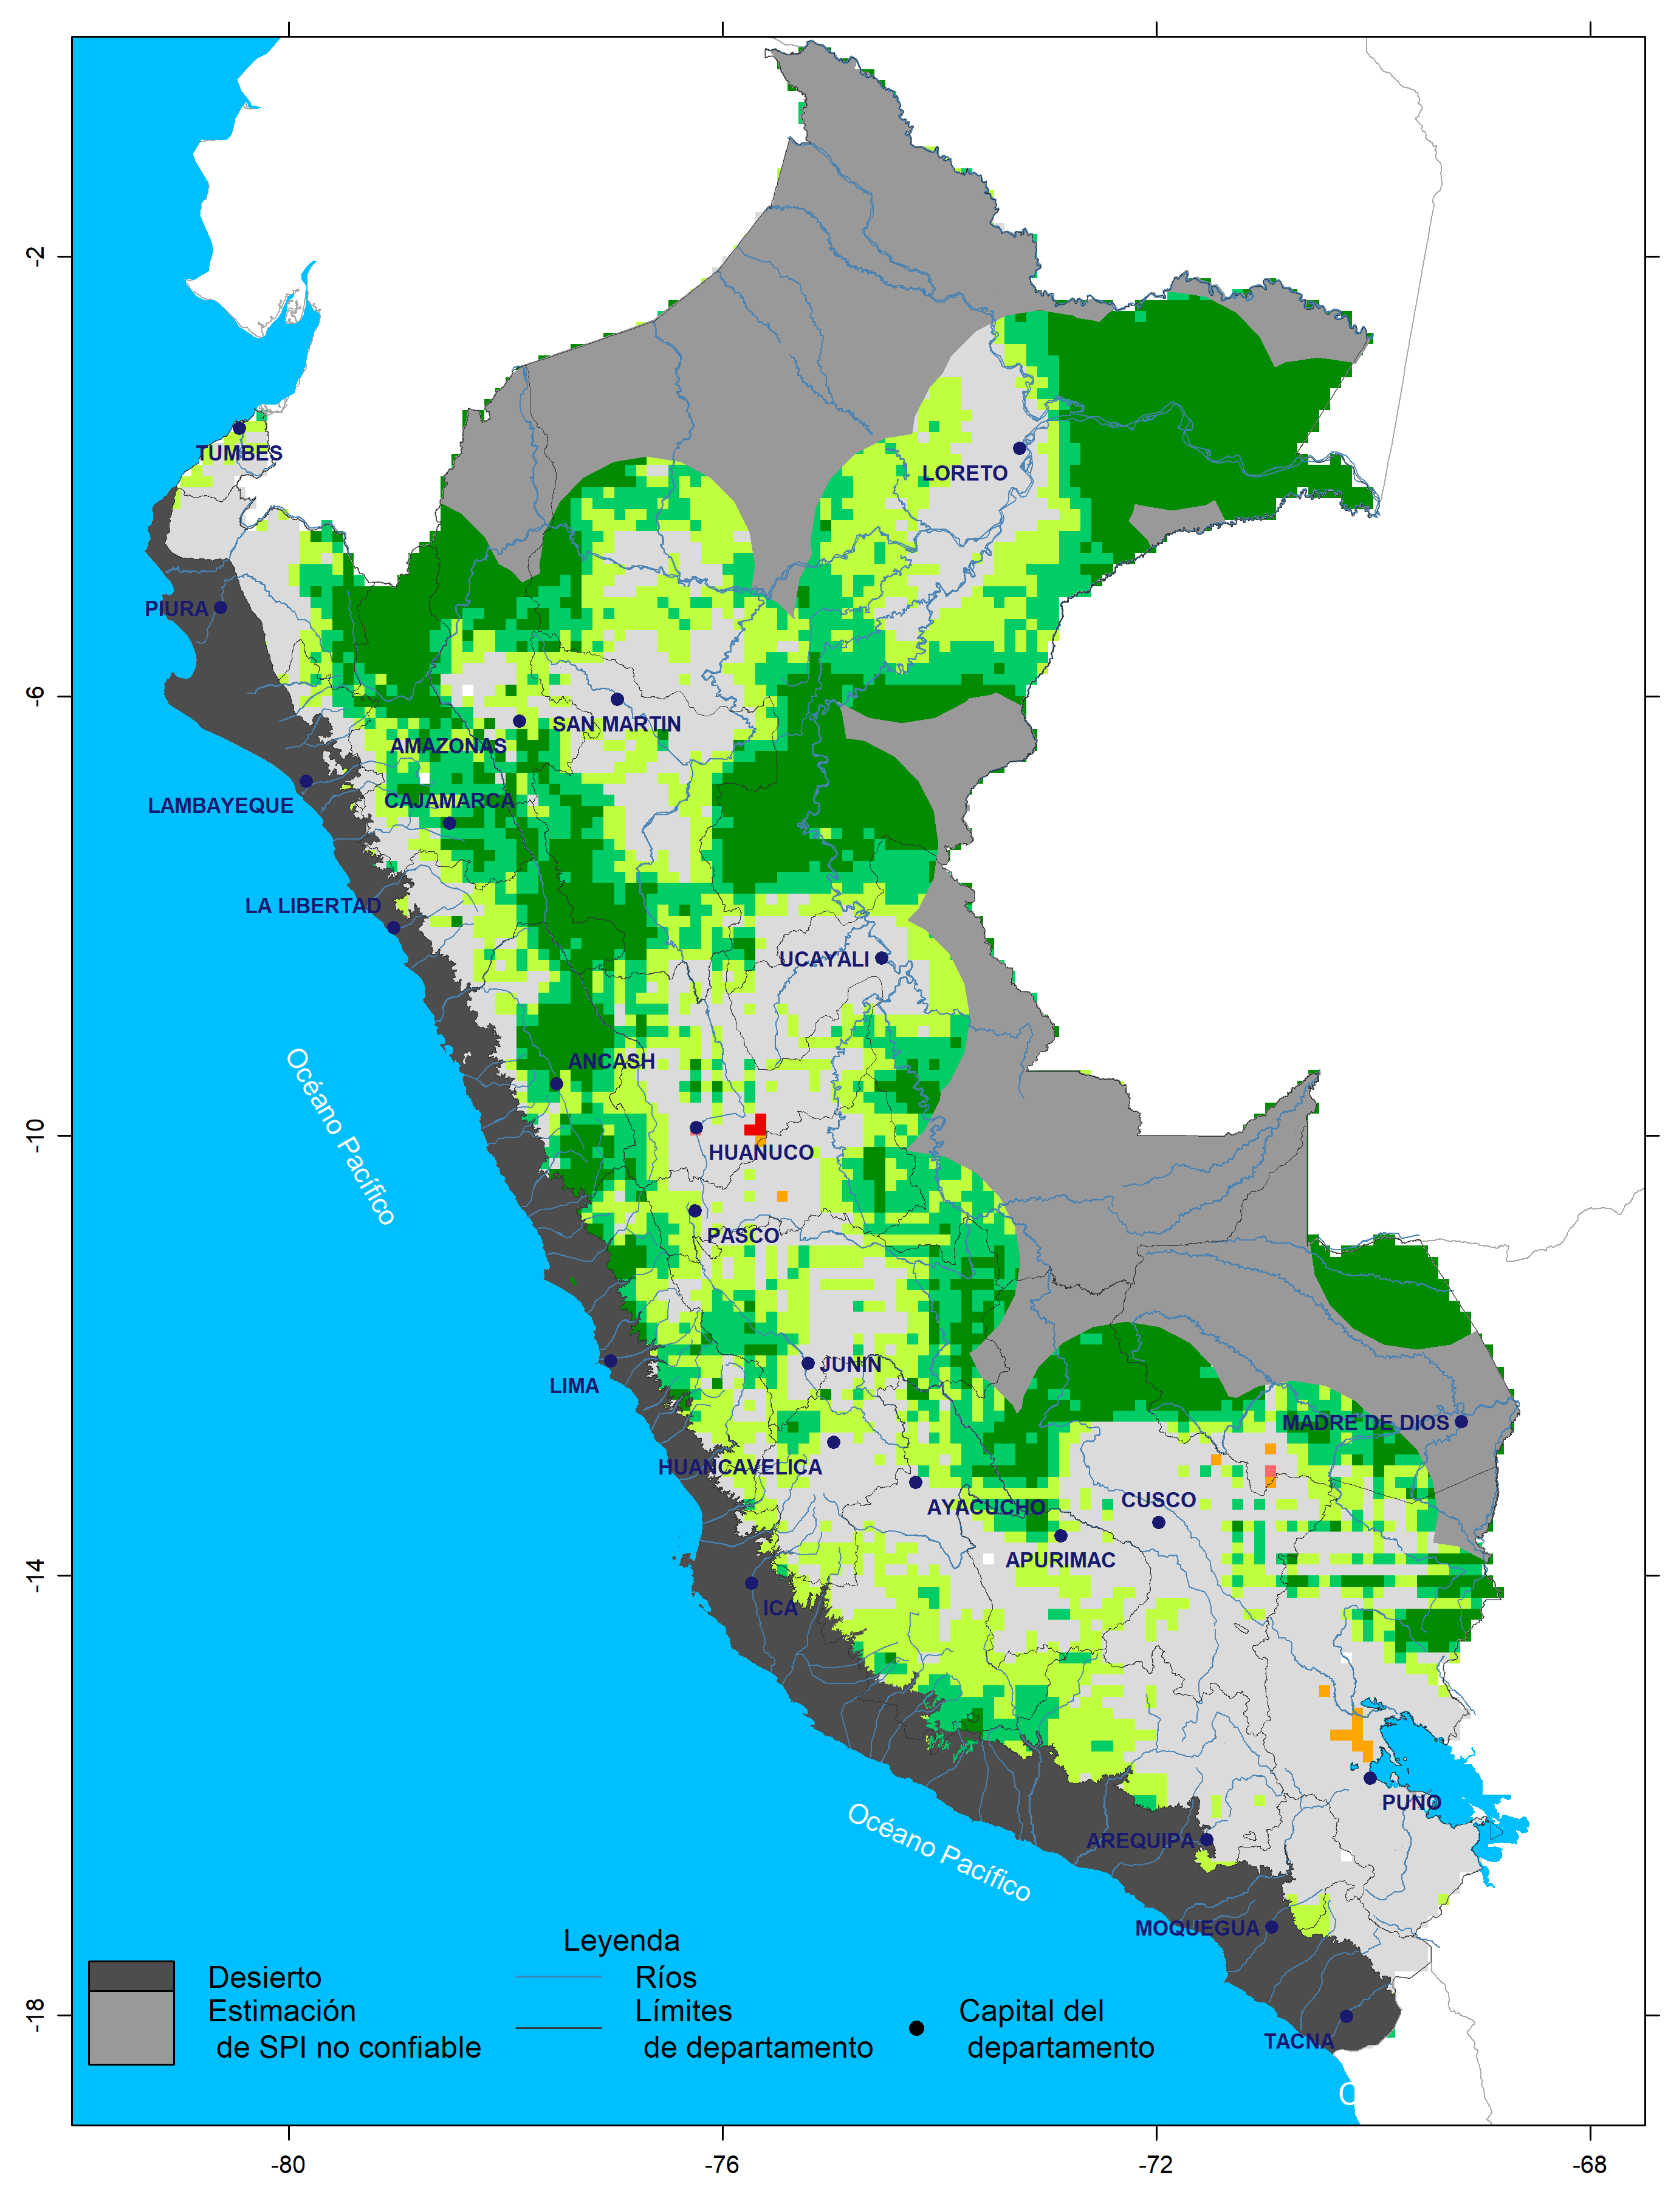 -2
-6
-10
-14
-18
TUMBES
LORETO
PIURA
SAN MARTIN
AMAZONAS
LAMBAYEQUE
CAJAMARCA
LA LIBERTAD
UCAYALI
ANCASH
Océano Pacífico
HUANUCO
PASCO
JUNIN
LIMA
MADRE DE DIOS
HUANCAVELICA
CUSCO
AYACUCHO
APURIMAC
ICA
PUNO
Océano Pacífico
AREQUIPA
MOQUEGUA
TACNA
Leyenda
Desierto
Estimación
de SPI no confiable
Ríos
Límites
de departamento
Capital del
departamento
-80
-76
-72
-68